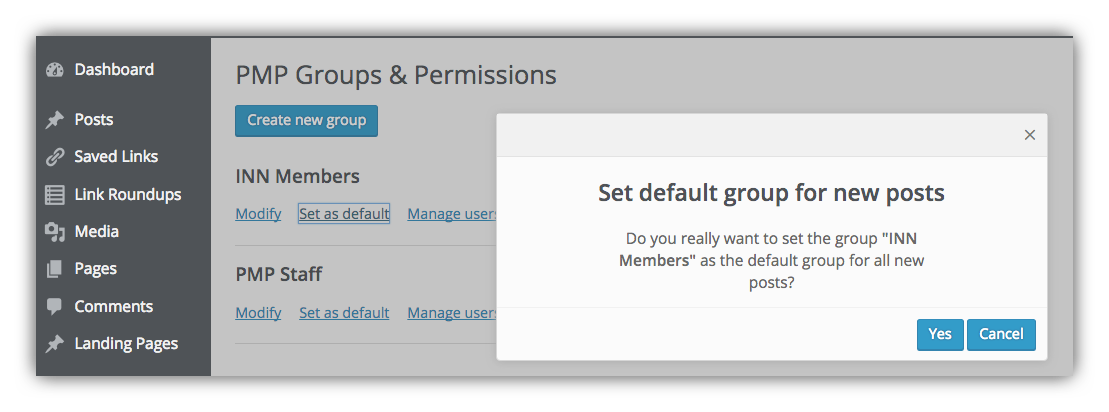 Dashboard
Posts
Saved Links
Link Roundups
Media
Pages
Comments
Landing Pages
PMP Groups & Permissions
Create new group
INN Members
Modify Set as default Manage users
PMP Staff
Modify Set as default Manage users
×
Set default group for new posts
Do you really want to set the group "INN
Members" as the default group for all new
posts?
Yes Cancel